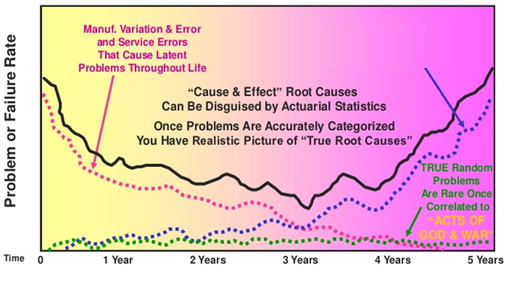 Manuf. Variation & Error
and Service Errors
That Cause Latent
Problems Throughout Life
“Cause & Effect” Root Causes
Can Be Disguised by Actuarial Statistics
Once Problems Are Accurately Categorized
You Have Realistic Picture of “True Root Causes”
TRUE Random
Problems
Are Rare Once
Correlated to
“ACTS OF
GOD & WAR”
Problem or Failure Rate
Time 0 1 Year 2 Years 3 Years 4 Years 5 Years